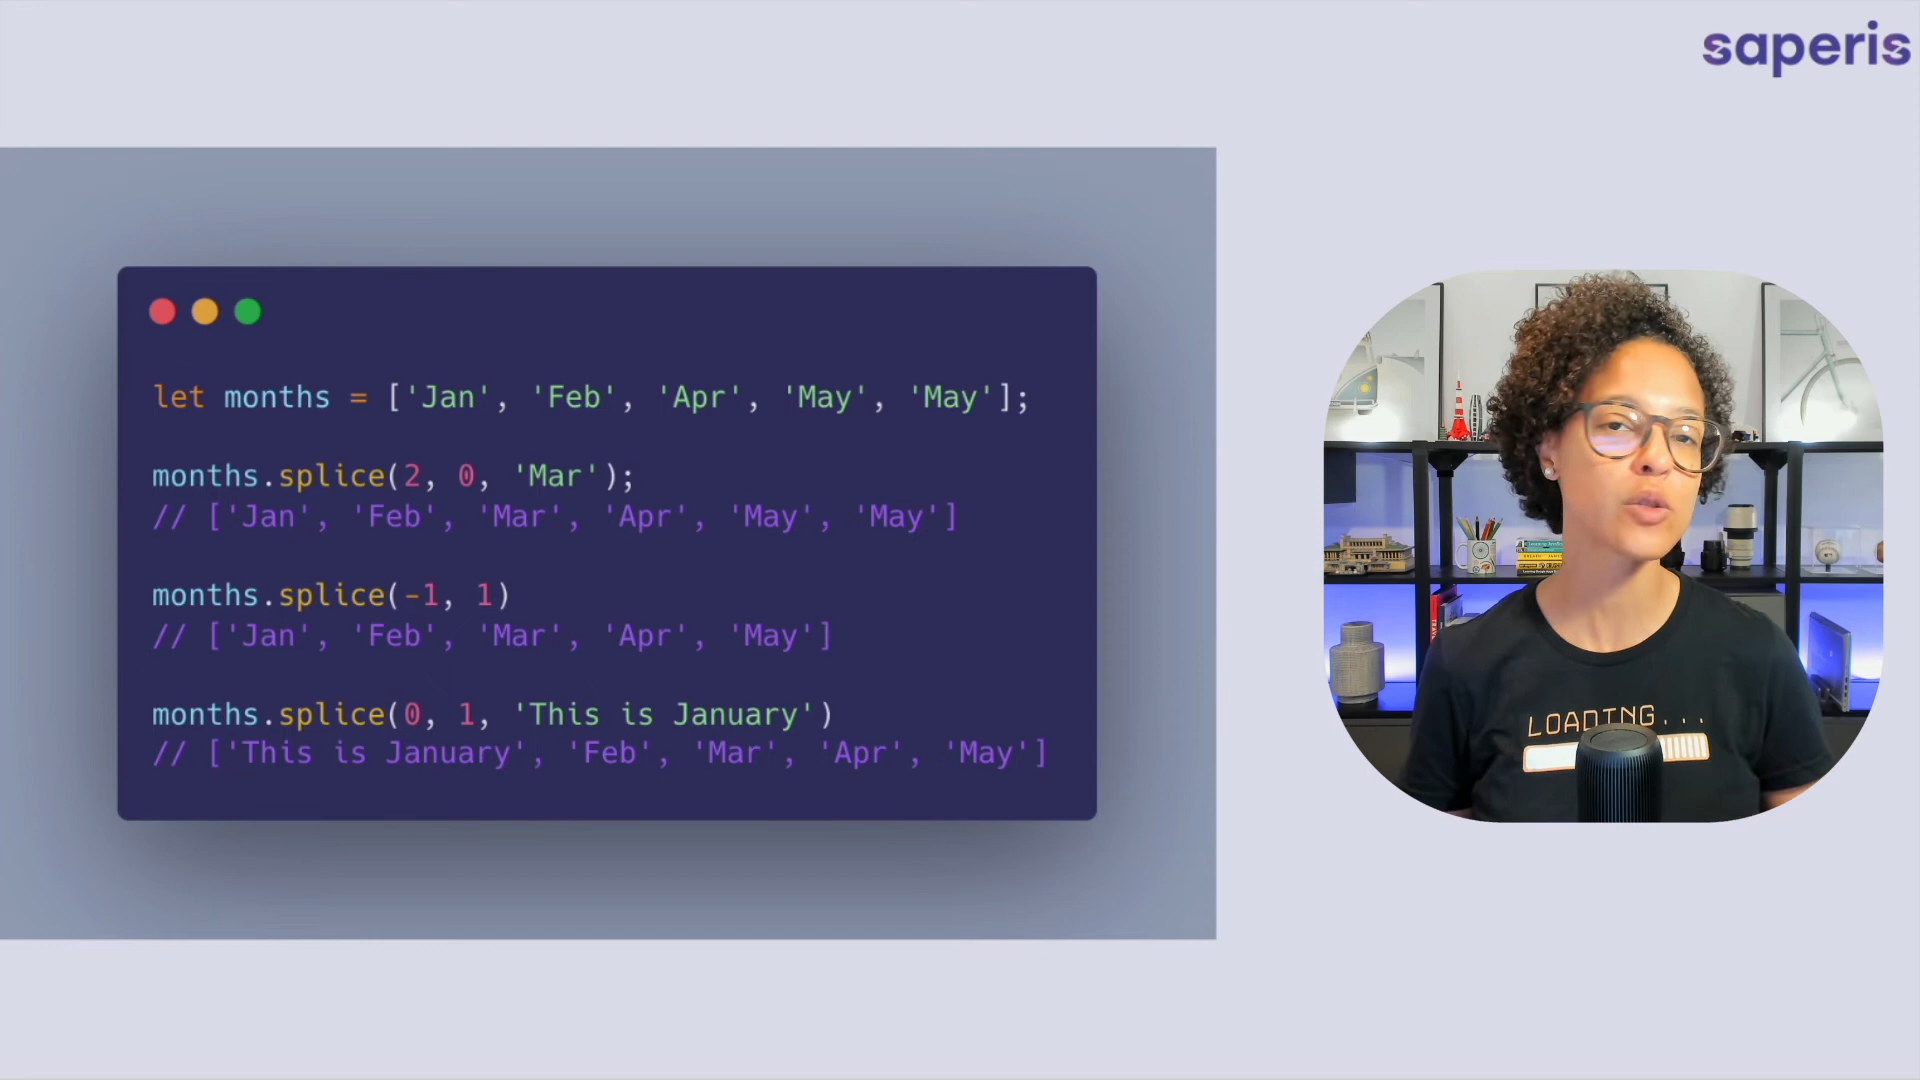 saperis
let months = ['Jan', 'Feb', 'Apr', 'May', 'May'];
months.splice(2, 0, 'Mar');
// ['Jan', 'Feb', 'Mar', 'Apr', 'May', 'May']
months.splice(-1, 1)
// ['Jan', 'Feb', 'Mar', 'Apr', 'May']
months.splice(0, 1, 'This is January')
// ['This is January', 'Feb', 'Mar', 'Apr', 'May']
LOADING...